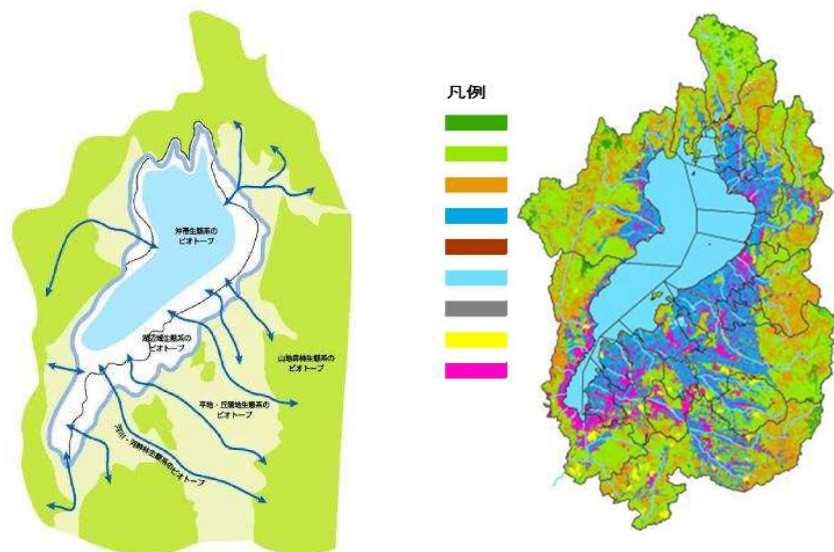 沖帯生態系の
ビオトープ
湖辺域生態系の
ビオトープ
山地森林生態系の
ビオトープ
平地・丘陵地生態系の
ビオトープ
河川・河畔林生態系のビオトープ
凡例